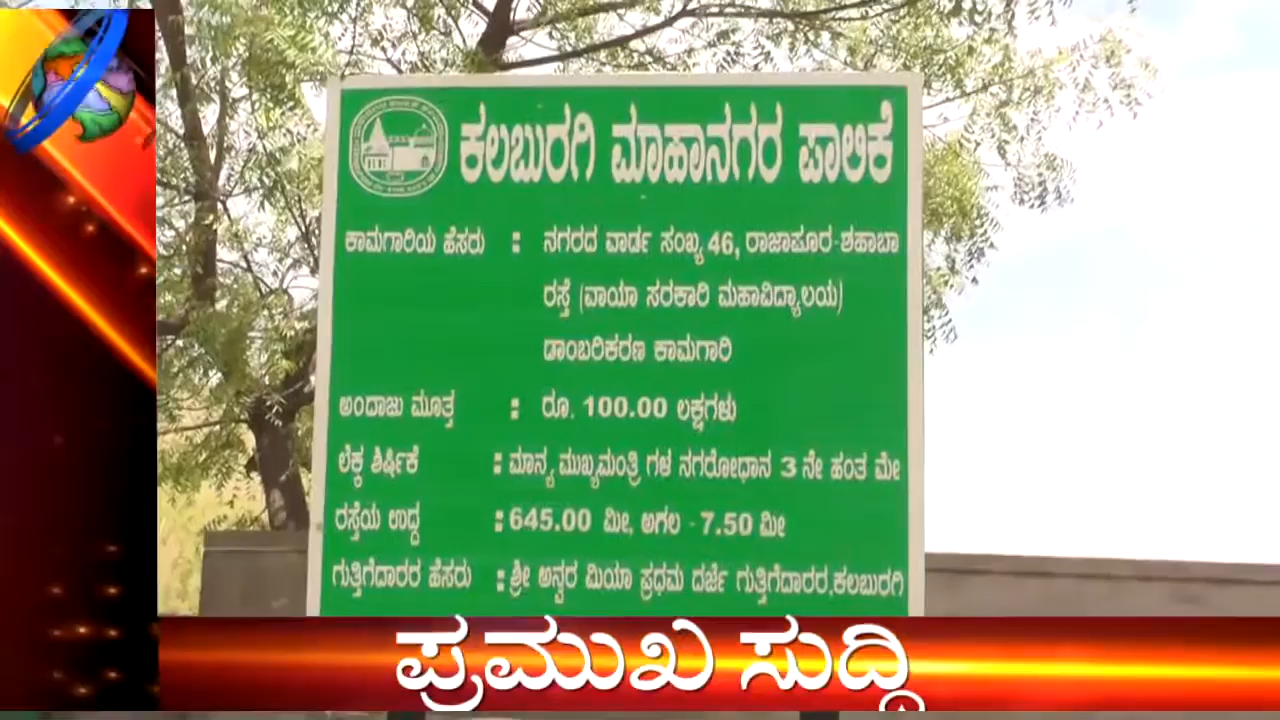 ಕಲಬುರಗಿ ಮಾಹಾನಗರ ಪಾಲಿಕೆ
ಕಾಮಗಾರಿಯ ಹೆಸರು : ನಗರದ ವಾರ್ಡ ಸಂಖ್ಯ 46, ರಾಜಾಪೂರ-ಶಹಾಬಾ
ರಸ್ತೆ (ವಾಯಾ ಸರಕಾರಿ ಮಹಾವಿದ್ಯಾಲಯ)
ಡಾಂಬರಿಕರಣ ಕಾಮಗಾರಿ
ಅಂದಾಜು ಮೂತ್ತ : ರೂ. 100.00 ಲಕ್ಷಗಳು
ಲೆಕ್ಕ ಶಿರ್ಷಿಕೆ : ಮಾನ್ಯ ಮುಖ್ಯಮಂತ್ರಿ ಗಳ ನಗರೋಧಾನ 3 ನೇ ಹಂತ ಮೇ
ರಸ್ತೆಯ ಉದ್ದ : 645.00 ಮೀ, ಅಗಲ - 7.50 ಮೀ
ಗುತ್ತಿಗೆದಾರರ ಹೆಸರು : ಶ್ರೀ ಅನ್ವರ ಮಿಯಾ ಪ್ರಧಮ ದರ್ಜೆ ಗುತ್ತಿಗೆದಾರರ,ಕಲಬುರಗಿ
ಪ್ರಮುಖ ಸುದ್ದಿ